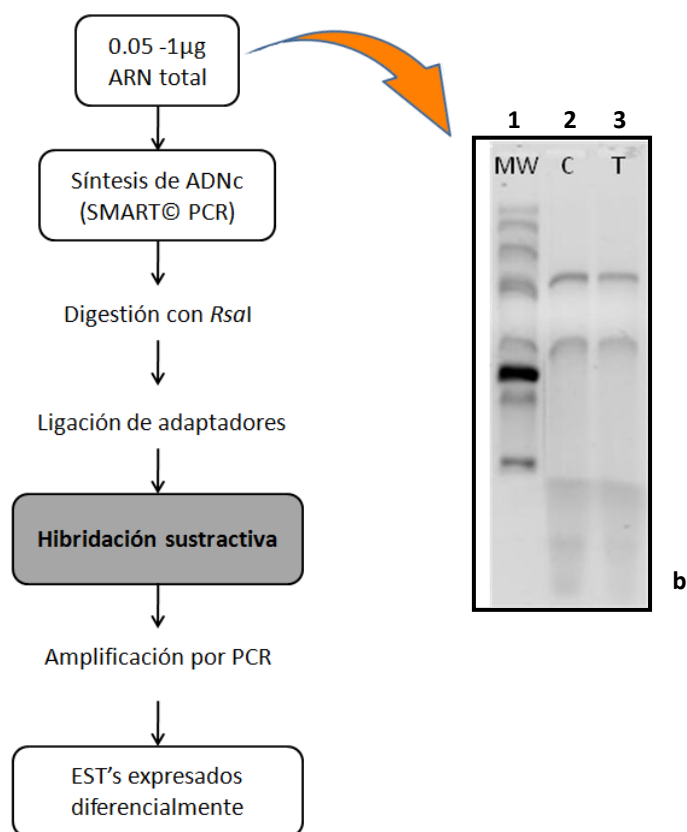 0.05 -1µg
ARN total
Síntesis de ADNc
(SMART© PCR)
Digestión con RsaI
Ligación de adaptadores
Hibridación sustractiva
Amplificación por PCR
EST's expresados
diferencialmente
1 2 3
MW C T
b